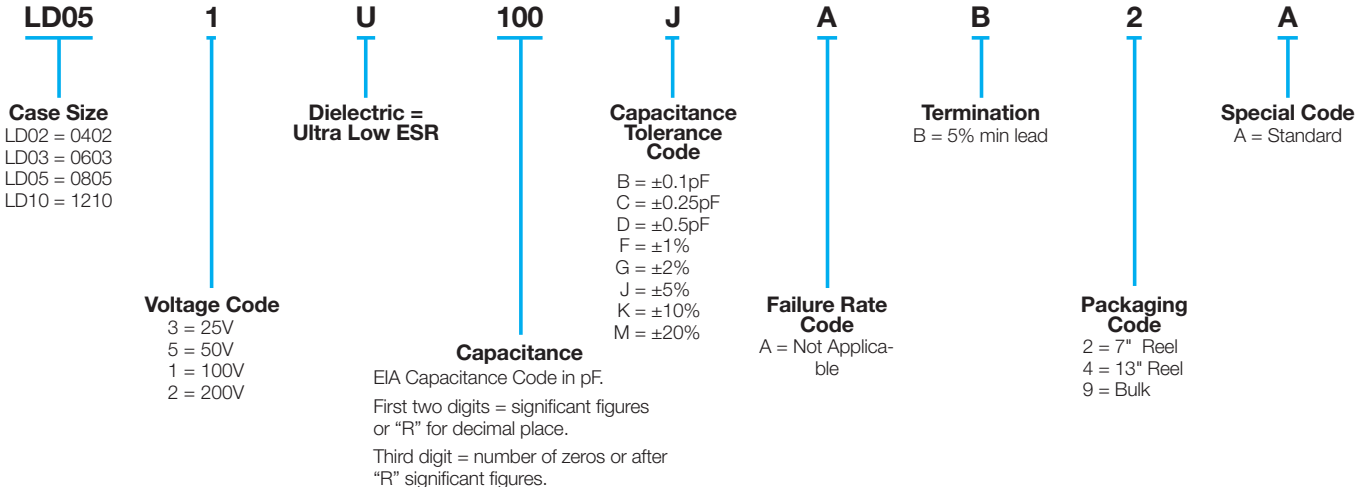 LD05 1 U 100 J A B 2 A
Case Size
LD02 = 0402
LD03 = 0603
LD05 = 0805
LD10 = 1210
Voltage Code
3 = 25V
5 = 50V
1 = 100V
2 = 200V
Dielectric =
Ultra Low ESR
Capacitance
EIA Capacitance Code in pF.
First two digits = significant figures
or “R” for decimal place.
Third digit = number of zeros or after
“R” significant figures.
Capacitance
Tolerance
Code
B = ±0.1pF
C = ±0.25pF
D = ±0.5pF
F = ±1%
G = ±2%
J = ±5%
K = ±10%
M = ±20%
Failure Rate
Code
A = Not Applica-
ble
Termination
B = 5% min lead
Packaging
Code
2 = 7" Reel
4 = 13" Reel
9 = Bulk
Special Code
A = Standard